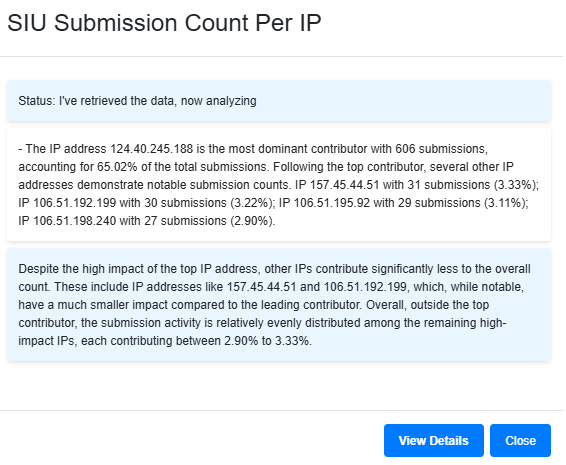 SIU Submission Count Per IP
Status: I've retrieved the data, now analyzing
- The IP address 124.40.245.188 is the most dominant contributor with 606 submissions,
accounting for 65.02% of the total submissions. Following the top contributor, several other IP
addresses demonstrate notable submission counts. IP 157.45.44.51 with 31 submissions (3.33%);
IP 106.51.192.199 with 30 submissions (3.22%); IP 106.51.195.92 with 29 submissions (3.11%);
IP 106.51.198.240 with 27 submissions (2.90%).
Despite the high impact of the top IP address, other IPs contribute significantly less to the overall
count. These include IP addresses like 157.45.44.51 and 106.51.192.199, which, while notable,
have a much smaller impact compared to the leading contributor. Overall, outside the top
contributor, the submission activity is relatively evenly distributed among the remaining high-
impact IPs, each contributing between 2.90% to 3.33%.
View Details
Close